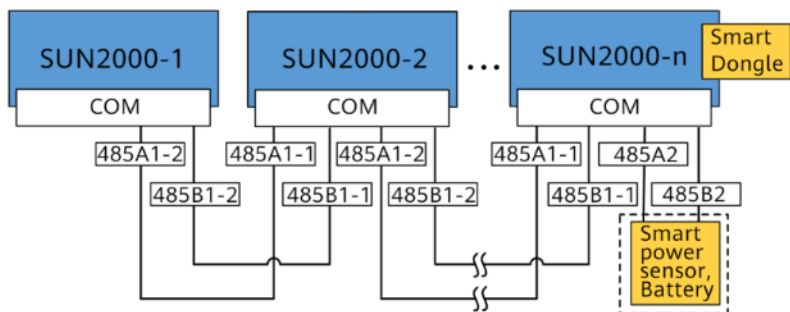 SUN2000-1
SUN2000-2
...
SUN2000-n
Smart
Dongle
COM
COM
COM
485A1-2
485A1-1
485A1-2
485A1-1
485A2
485B1-2
485B1-1
485B1-2
485B1-1
485B2
Smart
power
sensor,
Battery